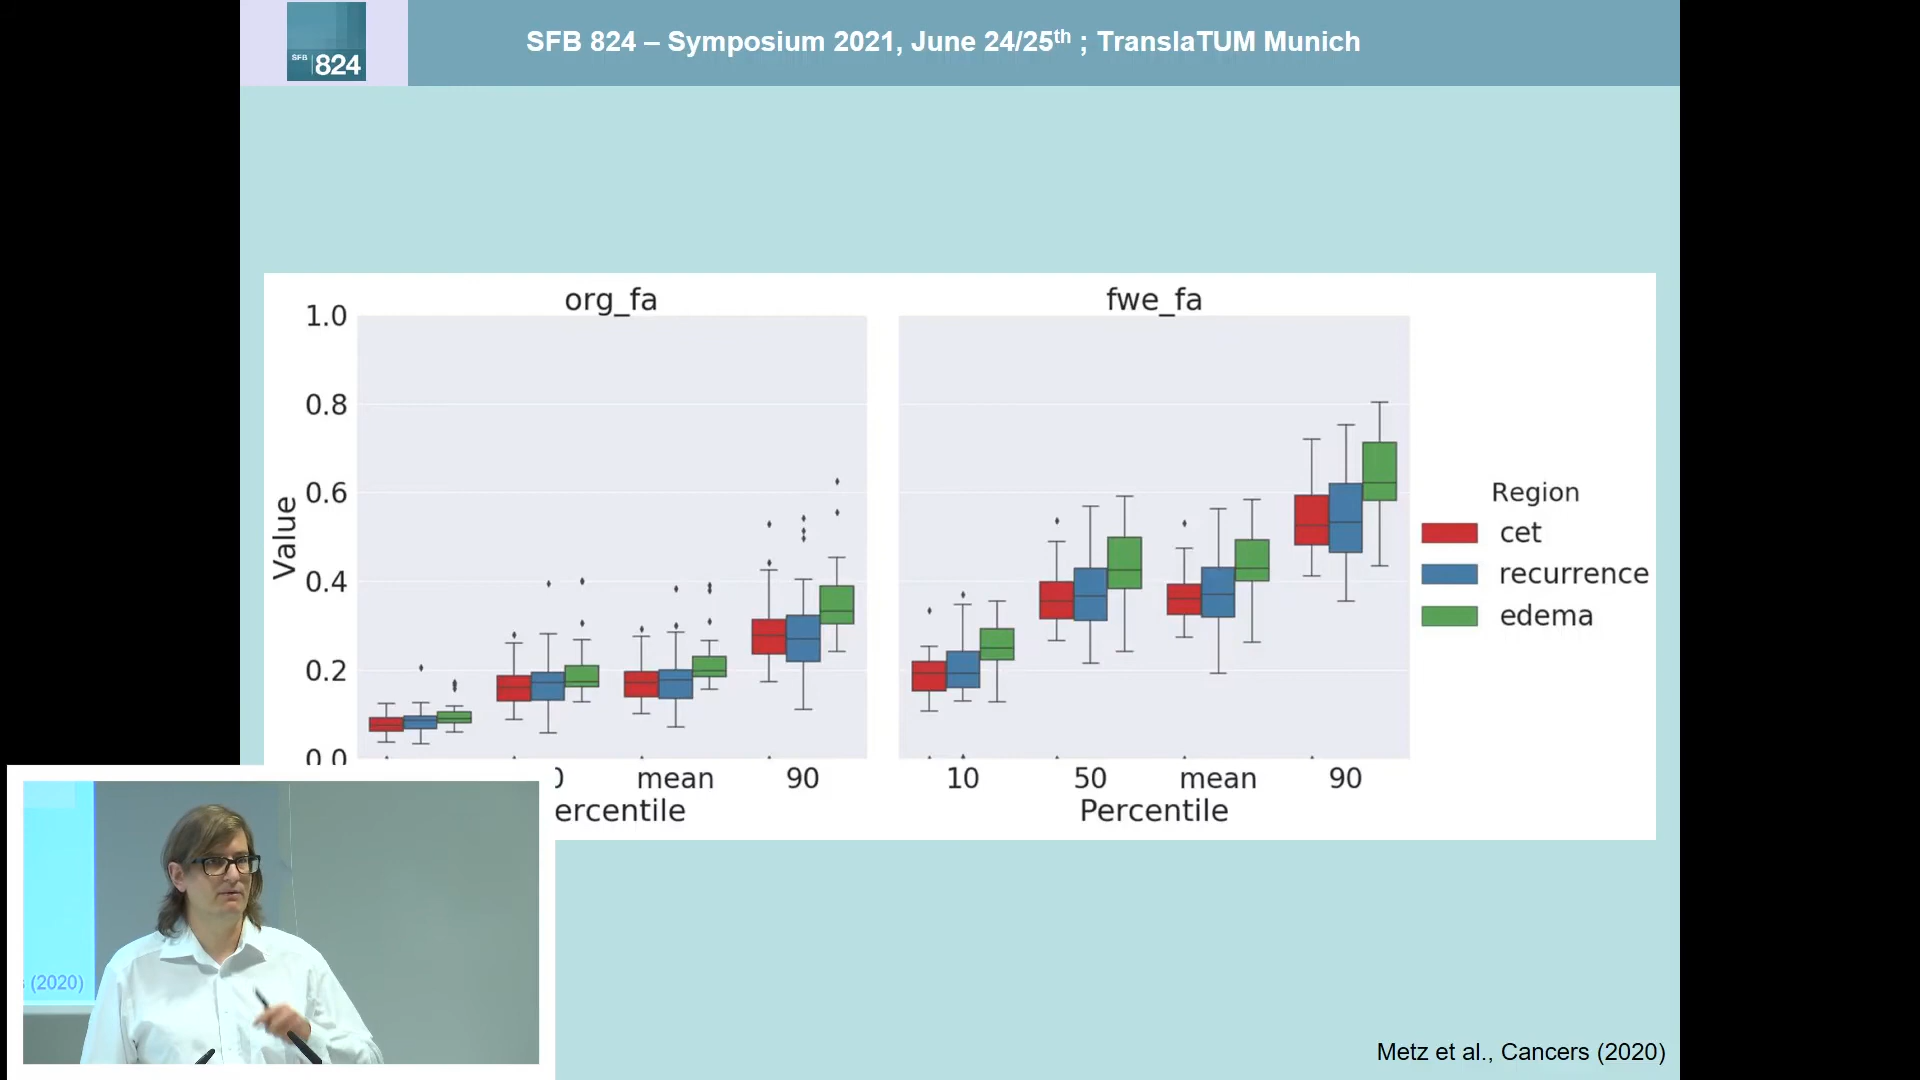 SFB 824
SFB 824 – Symposium 2021, June 24/25th ; TranslaTUM Munich
org_fa
fwe_fa
1.0
0.8
0.6
0.4
0.2
0.0
Value
0 mean 90
ercentile
10 50 mean 90
Percentile
Region
cet
recurrence
edema
s (2020)
Metz et al., Cancers (2020)